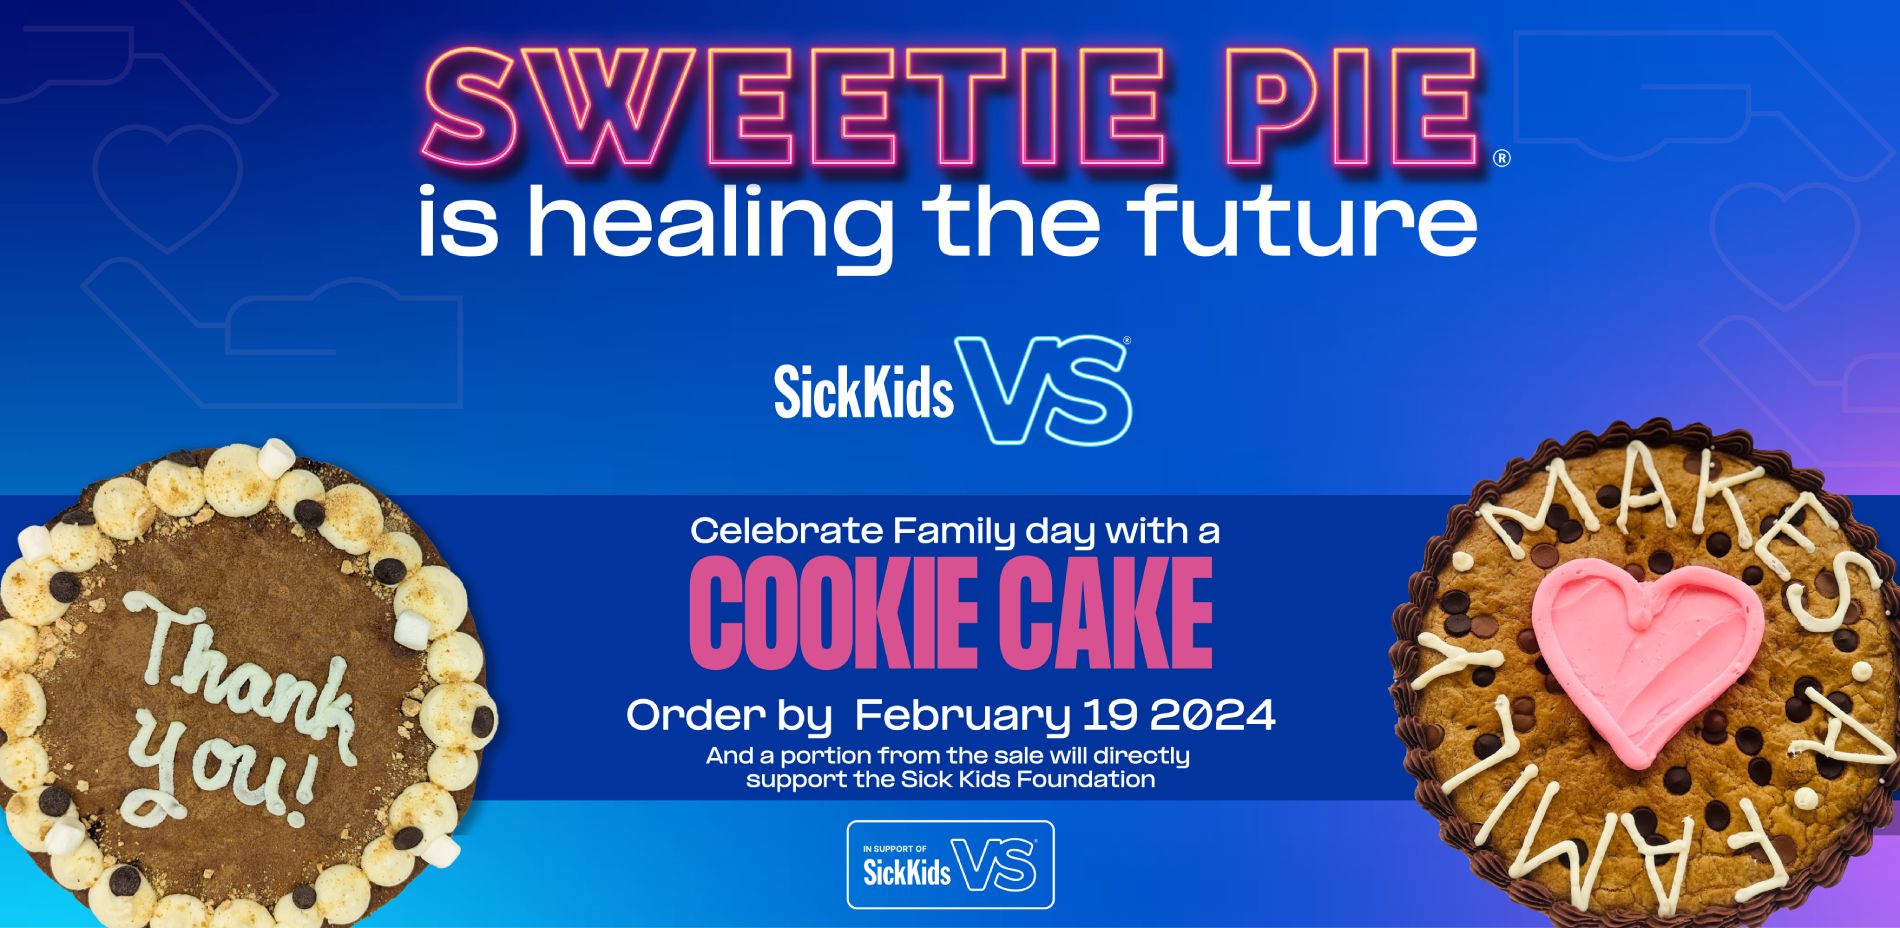 SWEETIE PIE®
is healing the future
SickKids VS®
Celebrate Family day with a
COOKIE CAKE
Order by February 19 2024
And a portion from the sale will directly
support the Sick Kids Foundation
IN SUPPORT OF
SickKids VS®
Thank
you!
· MAKES · A · FAMILY